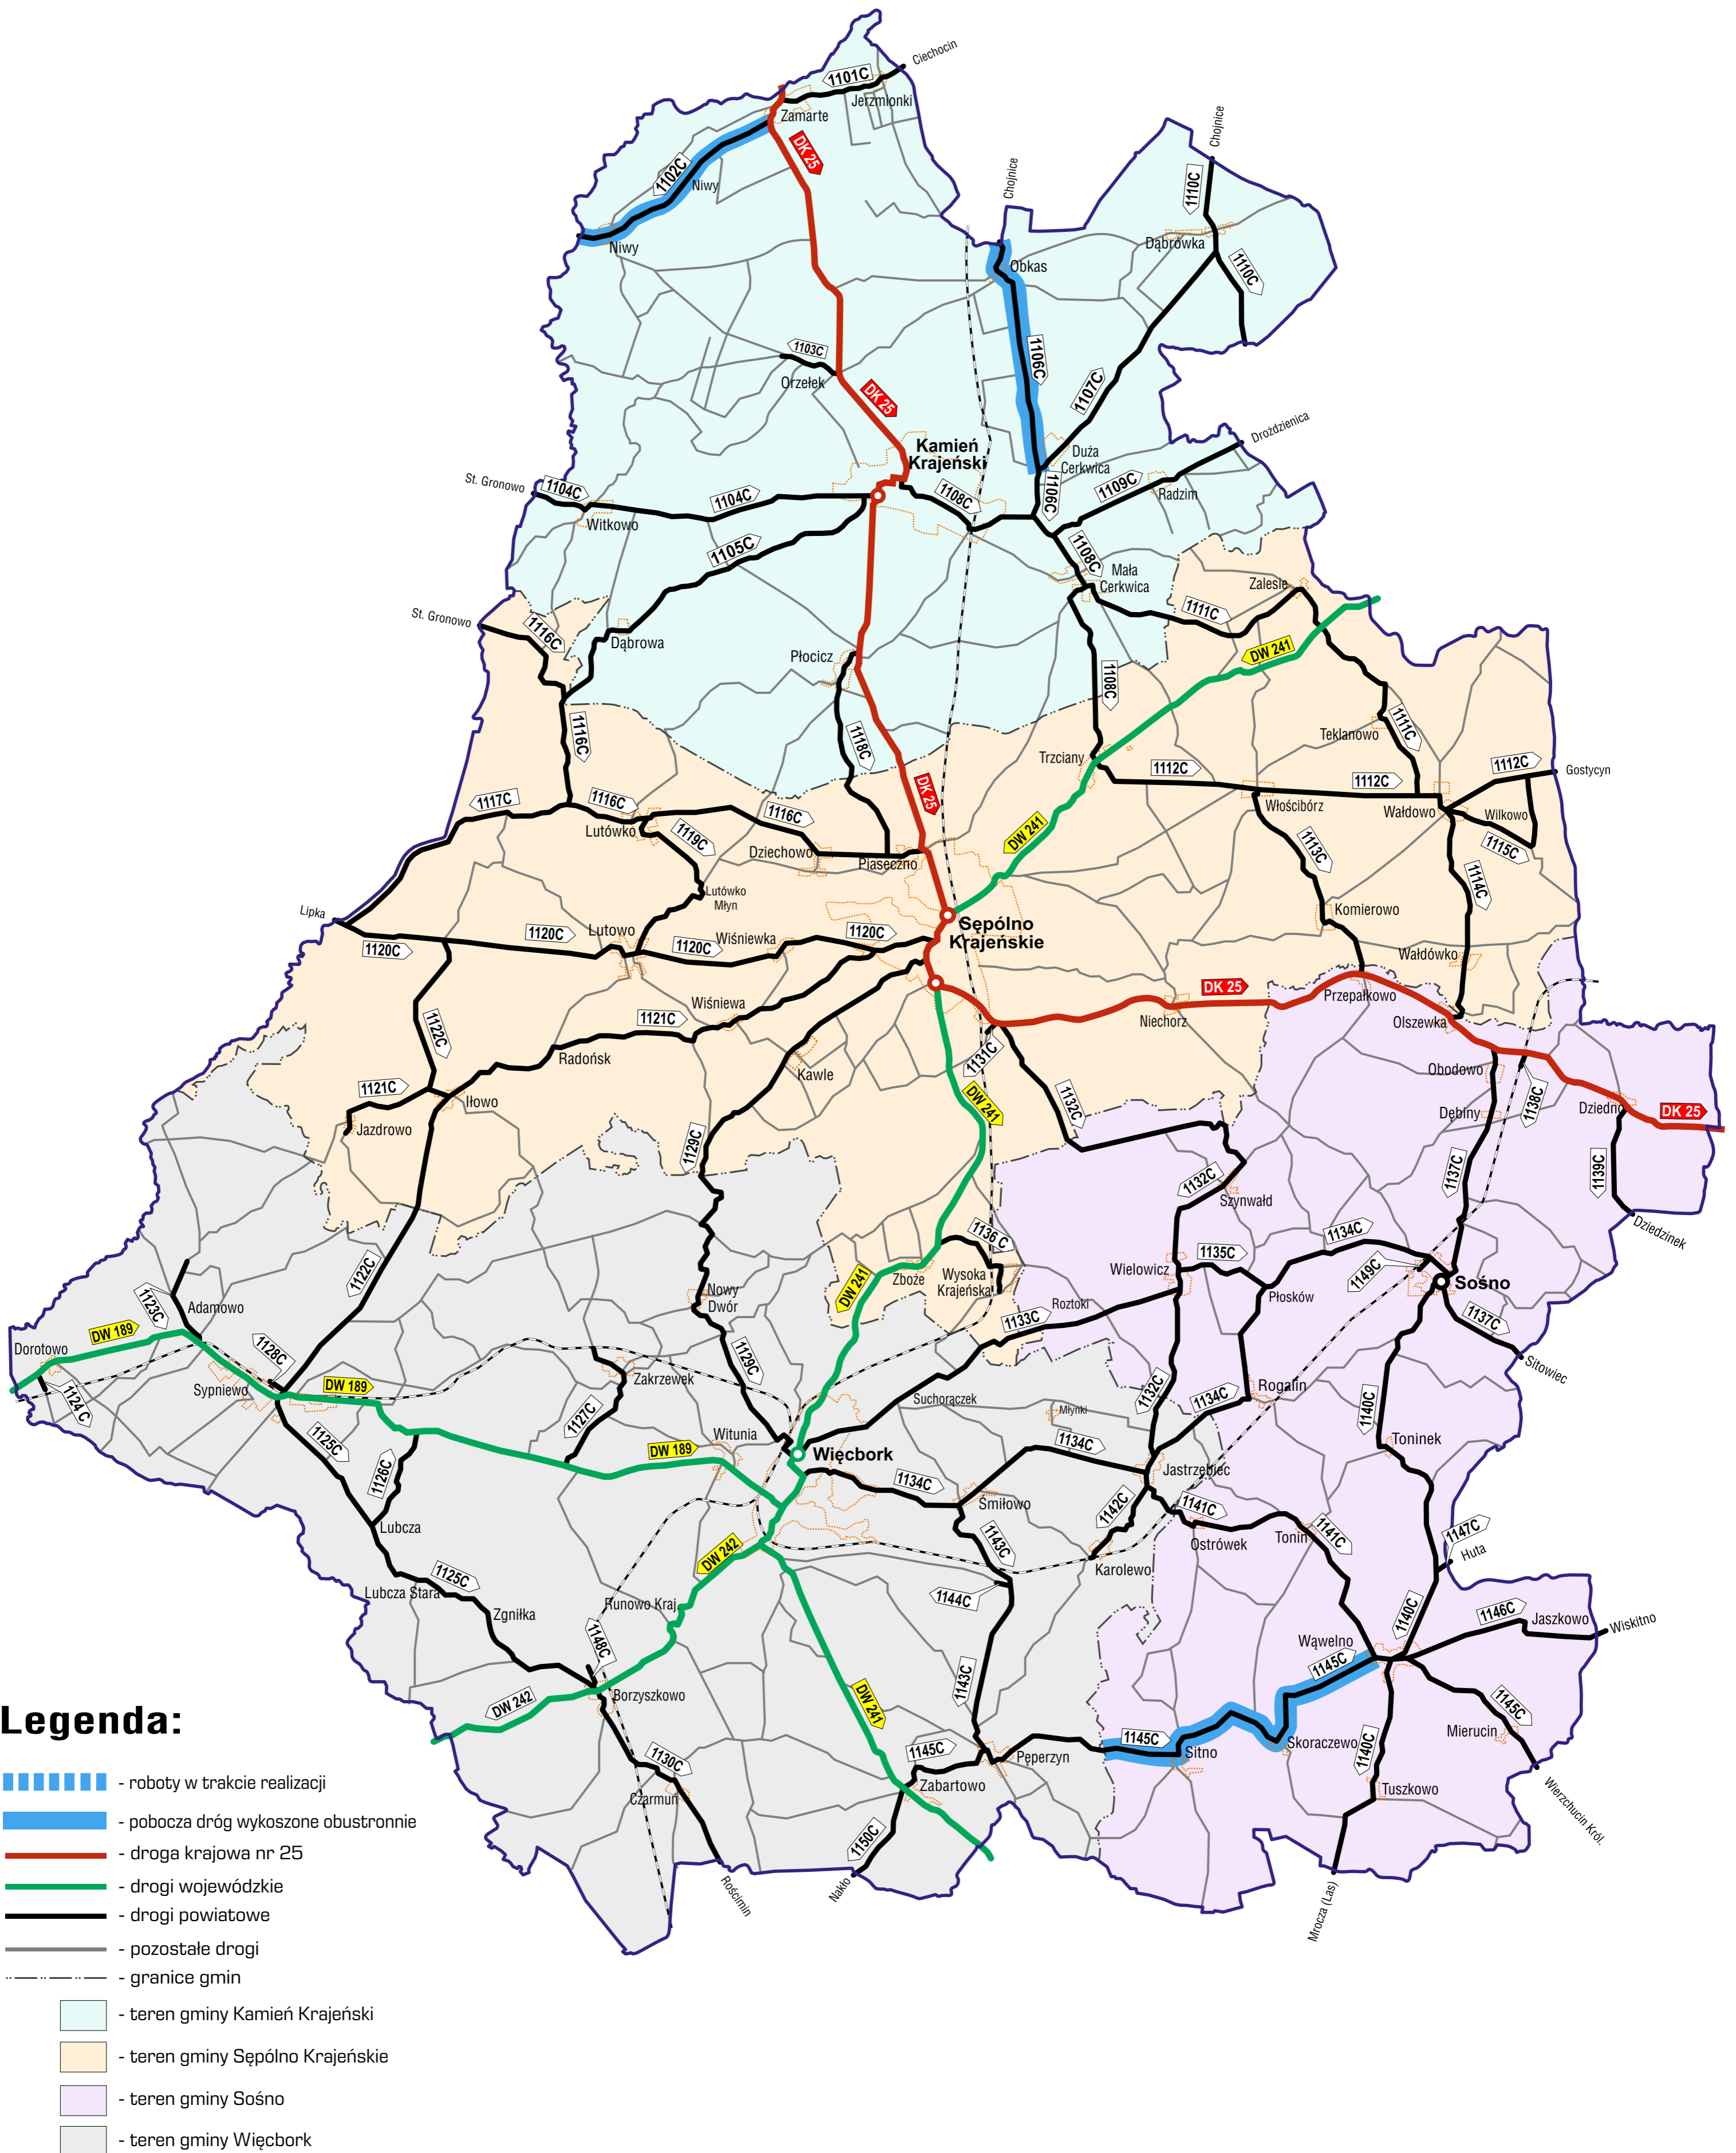 Ciechocin
1101C
Jerzmionki
Zamarte
DK 25
Chojnice
1102C
Niwy
Chojnice
1110C
Niwy
Dąbrówka
Obkas
1110C
1103C
1106C
Orzełek
DK 25
1107C
Kamień
Krajeński
Duża
Cerkwica
Drożdzienica
St. Gronowo
1104C
1104C
1108C
1106C
1109C
Radzim
Witkowo
1105C
1108C
Mała
Cerkwica
Zalesie
1111C
St. Gronowo
1116C
Dąbrowa
Płocicz
DW 241
1108C
1116C
1118C
Teklanowo
1111C
Trzciany
1112C
1112C
1112C
Gostycyn
DK 25
1117C
1116C
Lutówko
1116C
1119C
Dziechowo
Piaseczno
DW 241
Włościbórz
Wałdowo
Wilkowo
1113C
1115C
1114C
Lutówko
Młyn
Lipka
Komierowo
Sępólno
Krajeńskie
1120C
1120C
Lutowo
1120C
Wiśniewka
1120C
Wałdówko
Wiśniewa
1121C
DK 25
Niechorz
Przepałkowo
Olszewka
1122C
Radońsk
1131C
Kawle
Obodowo
1121C
Iłowo
DW 241
1132C
Dębiny
1138C
Dziedno
DK 25
Jazdrowo
1129C
1132C
Szynwałd
1137C
1139C
Dziedzinek
1122C
1136 C
1134C
1135C
Wielowicz
1149C
Sośno
Zboże
Wysoka
Krajeńska
Płosków
1123C
Adamowo
Nowy
Dwór
DW 241
Roztoki
1133C
1137C
Sitowiec
DW 189
Dorotowo
1128C
1129C
1124 C
Sypniewo
DW 189
Zakrzewek
Suchorączek
1132C
1134C
Rogalin
1140C
Młynki
1127C
1125C
Witunia
DW 189
Więcbork
1134C
Toninek
1126C
1134C
Śmiłowo
Jastrzębiec
1142C
1141C
Lubcza
1143C
Ostrówek
Tonin
1141C
1147C
Huta
DW 242
Karolewo
Lubcza Stara
1125C
1144C
Zgniłka
Runowo Kraj.
1148C
1140C
1146C
Jaszkowo
Wiskitno
Wąwelno
1145C
1143C
DW 242
Borzyszkowo
DW 241
1145C
Mierucin
1145C
Sitno
Skoraczewo
1140C
1130C
1145C
Pęperzyn
Zabartowo
Czarmuń
Tuszkowo
Wierzchucin Król.
1150C
Nakło
Rościmin
Mrocza (Las)
Legenda:
- roboty w trakcie realizacji
- pobocza dróg wykoszone obustronnie
- droga krajowa nr 25
- drogi wojewódzkie
- drogi powiatowe
- pozostałe drogi
- granice gmin
- teren gminy Kamień Krajeński
- teren gminy Sępólno Krajeńskie
- teren gminy Sośno
- teren gminy Więcbork